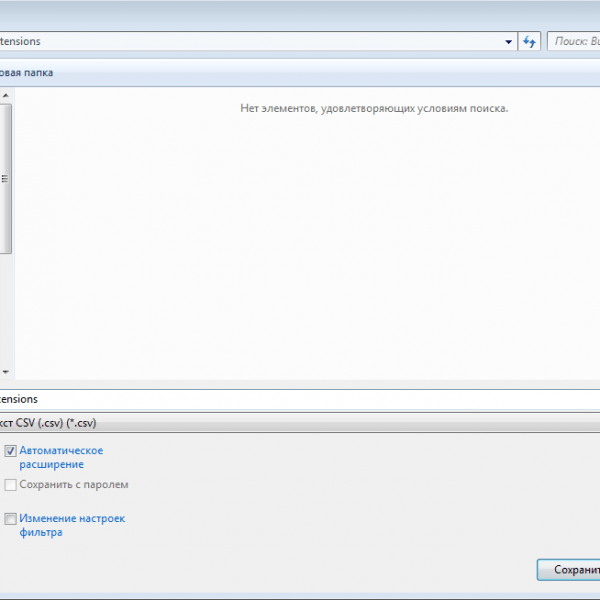 tensions
Поиск: Bi
овая папка
Нет элементов, удовлетворяющих условиям поиска.
tensions
кст CSV (.csv) (*.csv)
Автоматическое
расширение
Сохранить с паролем
Изменение настроек
фильтра
Сохранит